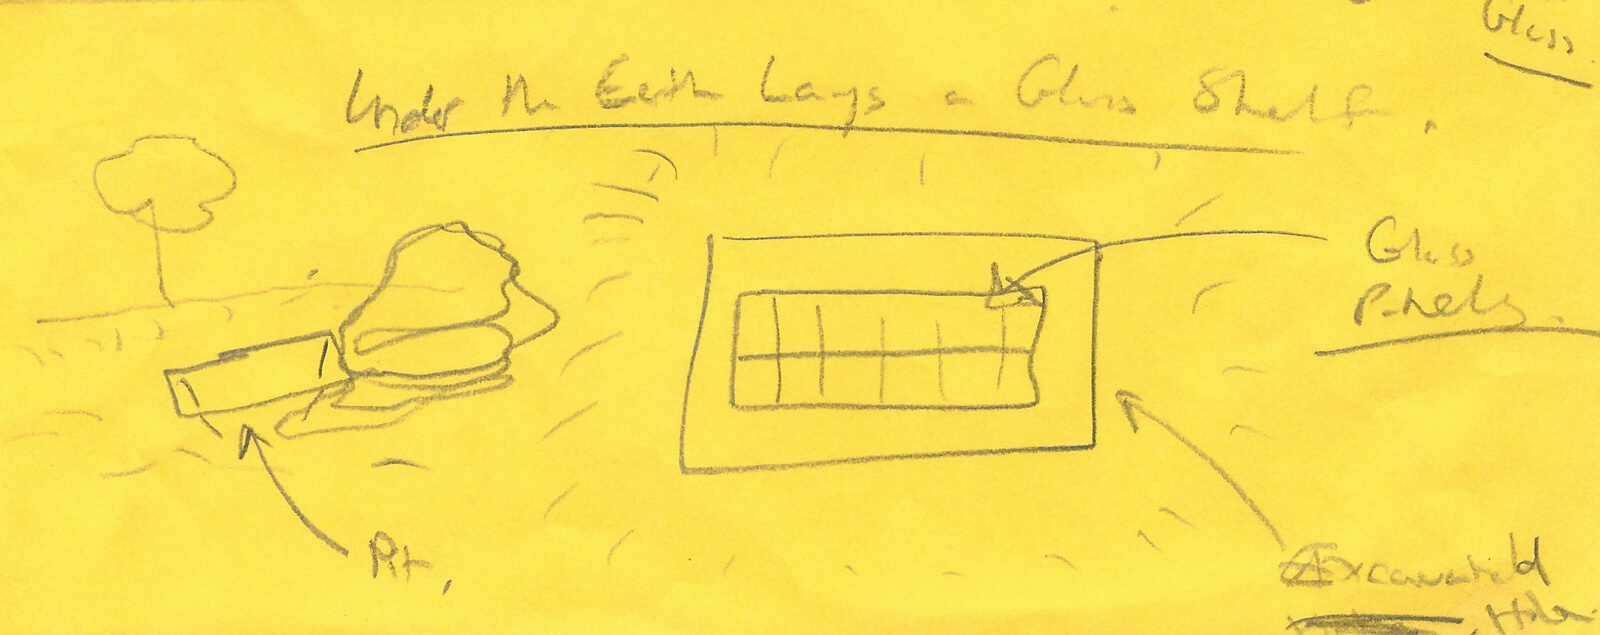 Glass
Under the Earth Lays a Glass Shelf.
Glass
Panels.
Pit.
Excavated
Hole.